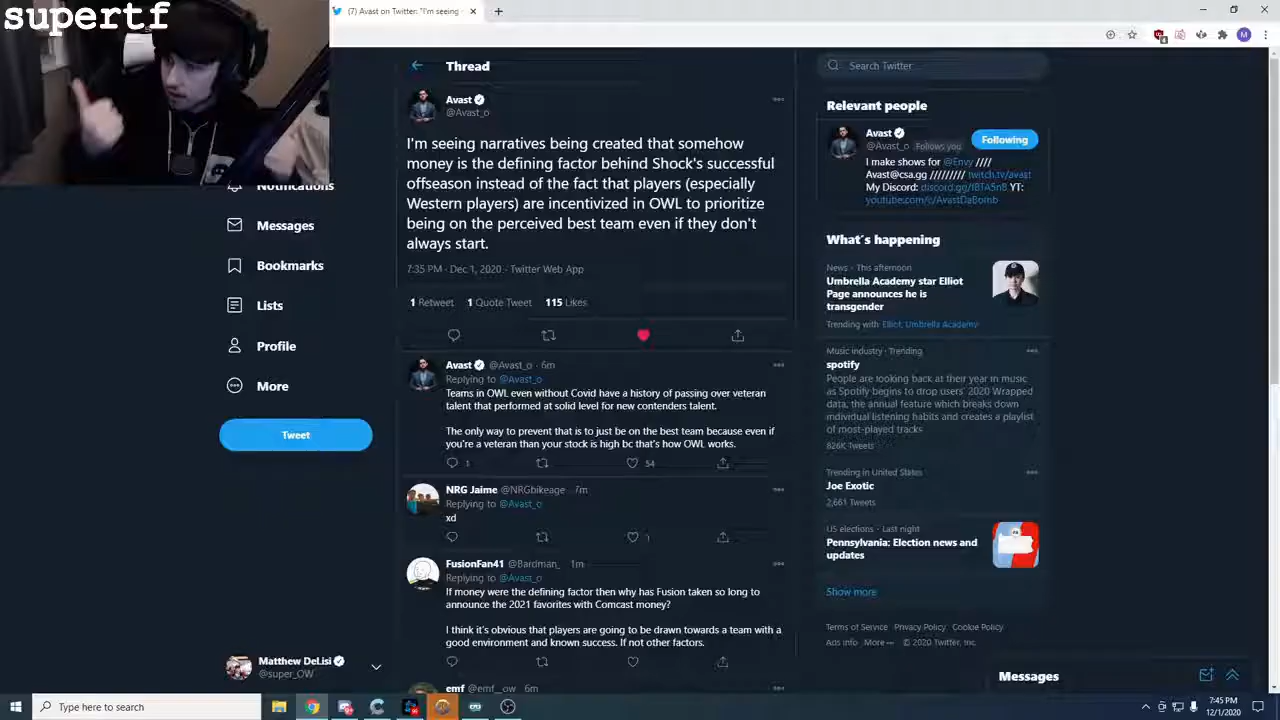 supertf
(7) Avast on Twitter: "I'm seeing
Thread
Search Twitter
Avast
@Avast_o
I'm seeing narratives being created that somehow
money is the defining factor behind Shock's successful
offseason instead of the fact that players (especially
Western players) are incentivized in OWL to prioritize
being on the perceived best team even if they don't
always start.
7:35 PM · Dec 1, 2020 · Twitter Web App
1 Retweet 1 Quote Tweet 115 Likes
Avast @Avast_o · 6m
Replying to @Avast_o
Teams in OWL even without Covid have a history of passing over veteran
talent that performed at solid level for new contenders talent.
The only way to prevent that is to just be on the best team because even if
you're a veteran than your stock is high bc that's how OWL works.
1 54
NRG Jaime @NRGbikeage · 7m
Replying to @Avast_o
xd
1
FusionFan41 @Bardman_ · 1m
Replying to @Avast_o
If money were the defining factor then why has Fusion taken so long to
announce the 2021 favorites with Comcast money?
I think it's obvious that players are going to be drawn towards a team with a
good environment and known success. If not other factors.
emf @emf_ow 6m
Notifications
Messages
Bookmarks
Lists
Profile
More
Tweet
Matthew DeLisi
@super_OW
Relevant people
Avast
@Avast_o Follows you
Following
I make shows for @Envy ////
Avast@csa.gg ///////// twitch.tv/avast
My Discord: discord.gg/f8TA5n8 YT:
youtube.com/c/AvastDaBomb
What's happening
News · This afternoon
Umbrella Academy star Elliot
Page announces he is
transgender
Trending with Elliot, Umbrella Academy
Music industry · Trending
spotify
People are looking back at their year in music
as Spotify begins to drop users' 2020 Wrapped
data, the annual feature which breaks down
individual listening habits and creates a playlist
of most-played tracks
826K Tweets
Trending in United States
Joe Exotic
2,661 Tweets
US elections · Last night
Pennsylvania: Election news and
updates
Show more
Terms of Service Privacy Policy Cookie Policy
Ads info More © 2020 Twitter, Inc.
Messages
Type here to search
7:45 PM
12/1/2020